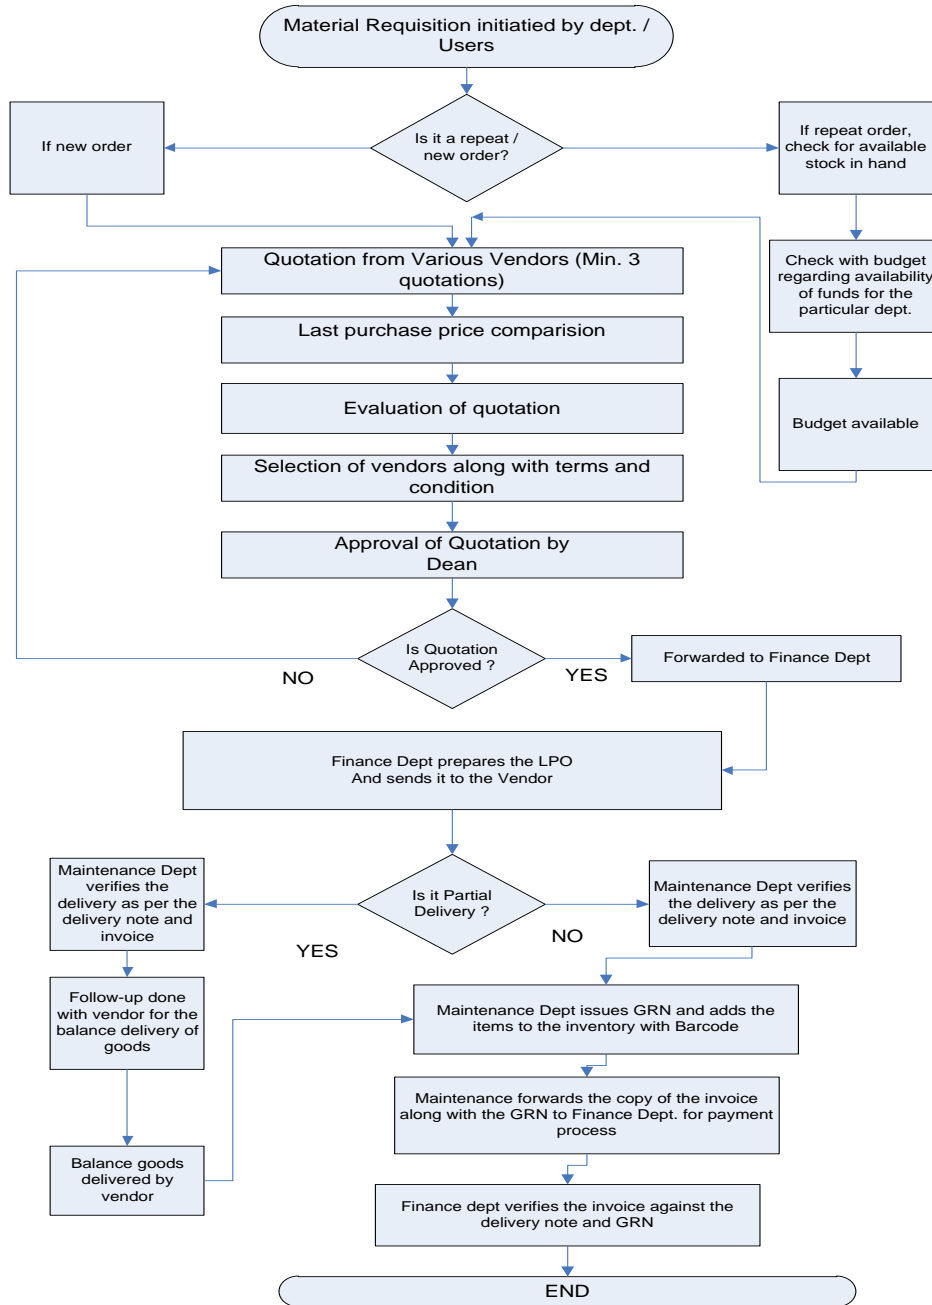 Material Requisition initiatied by dept. /
Users
Is it a repeat /
new order?
If new order
If repeat order,
check for available
stock in hand
Quotation from Various Vendors (Min. 3
quotations)
Check with budget
regarding availability
of funds for the
particular dept.
Last purchase price comparision
Evaluation of quotation
Budget available
Selection of vendors along with terms and
condition
Approval of Quotation by
Dean
Is Quotation
Approved ?
NO
YES
Forwarded to Finance Dept
Finance Dept prepares the LPO
And sends it to the Vendor
Maintenance Dept
verifies the
delivery as per the
delivery note and
invoice
Is it Partial
Delivery ?
YES
NO
Maintenance Dept verifies
the delivery as per the
delivery note and invoice
Follow-up done
with vendor for the
balance delivery of
goods
Maintenance Dept issues GRN and adds the
items to the inventory with Barcode
Maintenance forwards the copy of the invoice
along with the GRN to Finance Dept. for payment
process
Balance goods
delivered by
vendor
Finance dept verifies the invoice against the
delivery note and GRN
END